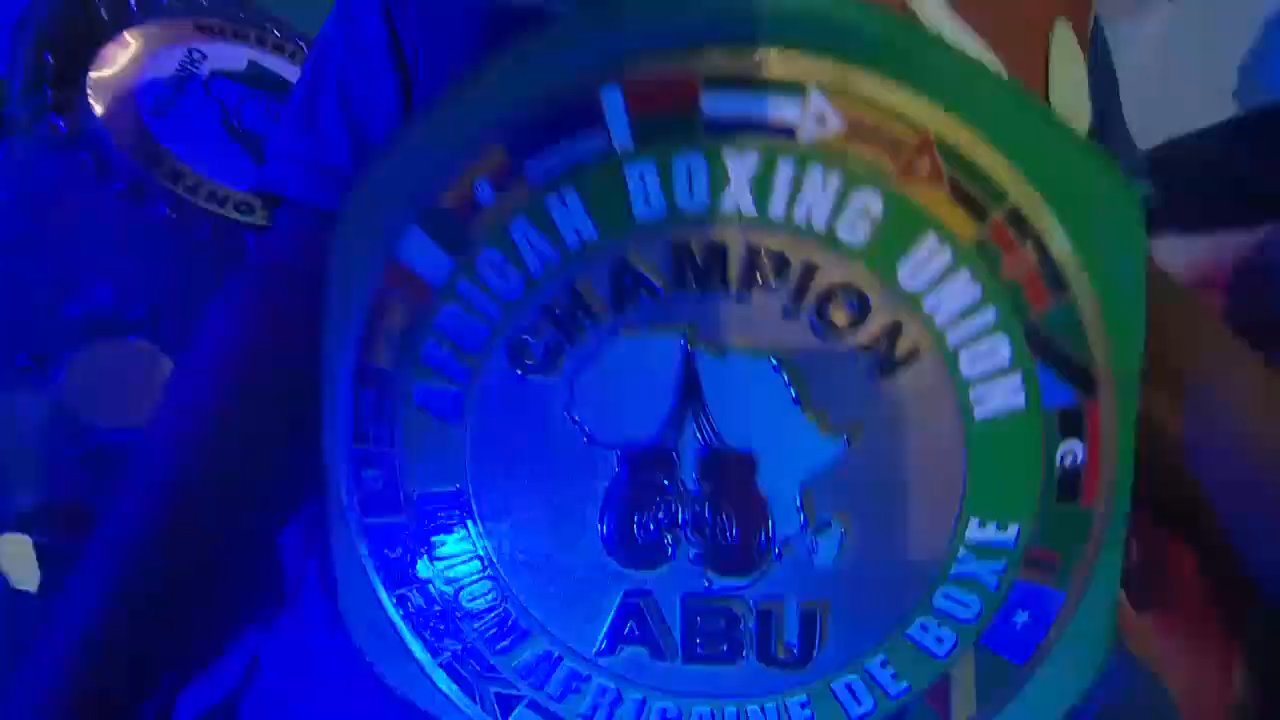 AFRICAN BOXING UNION
CHAMPION
ABU
UNION AFRICAINE DE BOXE